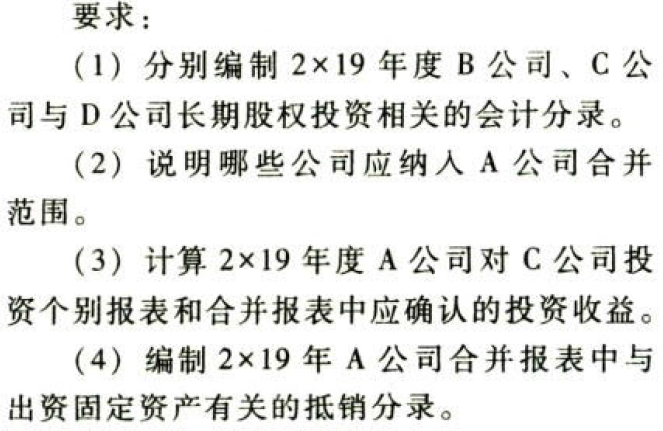 要求：
（1）分别编制 2×19 年度 B 公司、C 公
司与 D 公司长期股权投资相关的会计分录。
（2）说明哪些公司应纳入 A 公司合并
范围。
（3）计算 2×19 年度 A 公司对 C 公司投
资个别报表和合并报表中应确认的投资收益。
（4）编制 2×19 年 A 公司合并报表中与
出资固定资产有关的抵销分录。